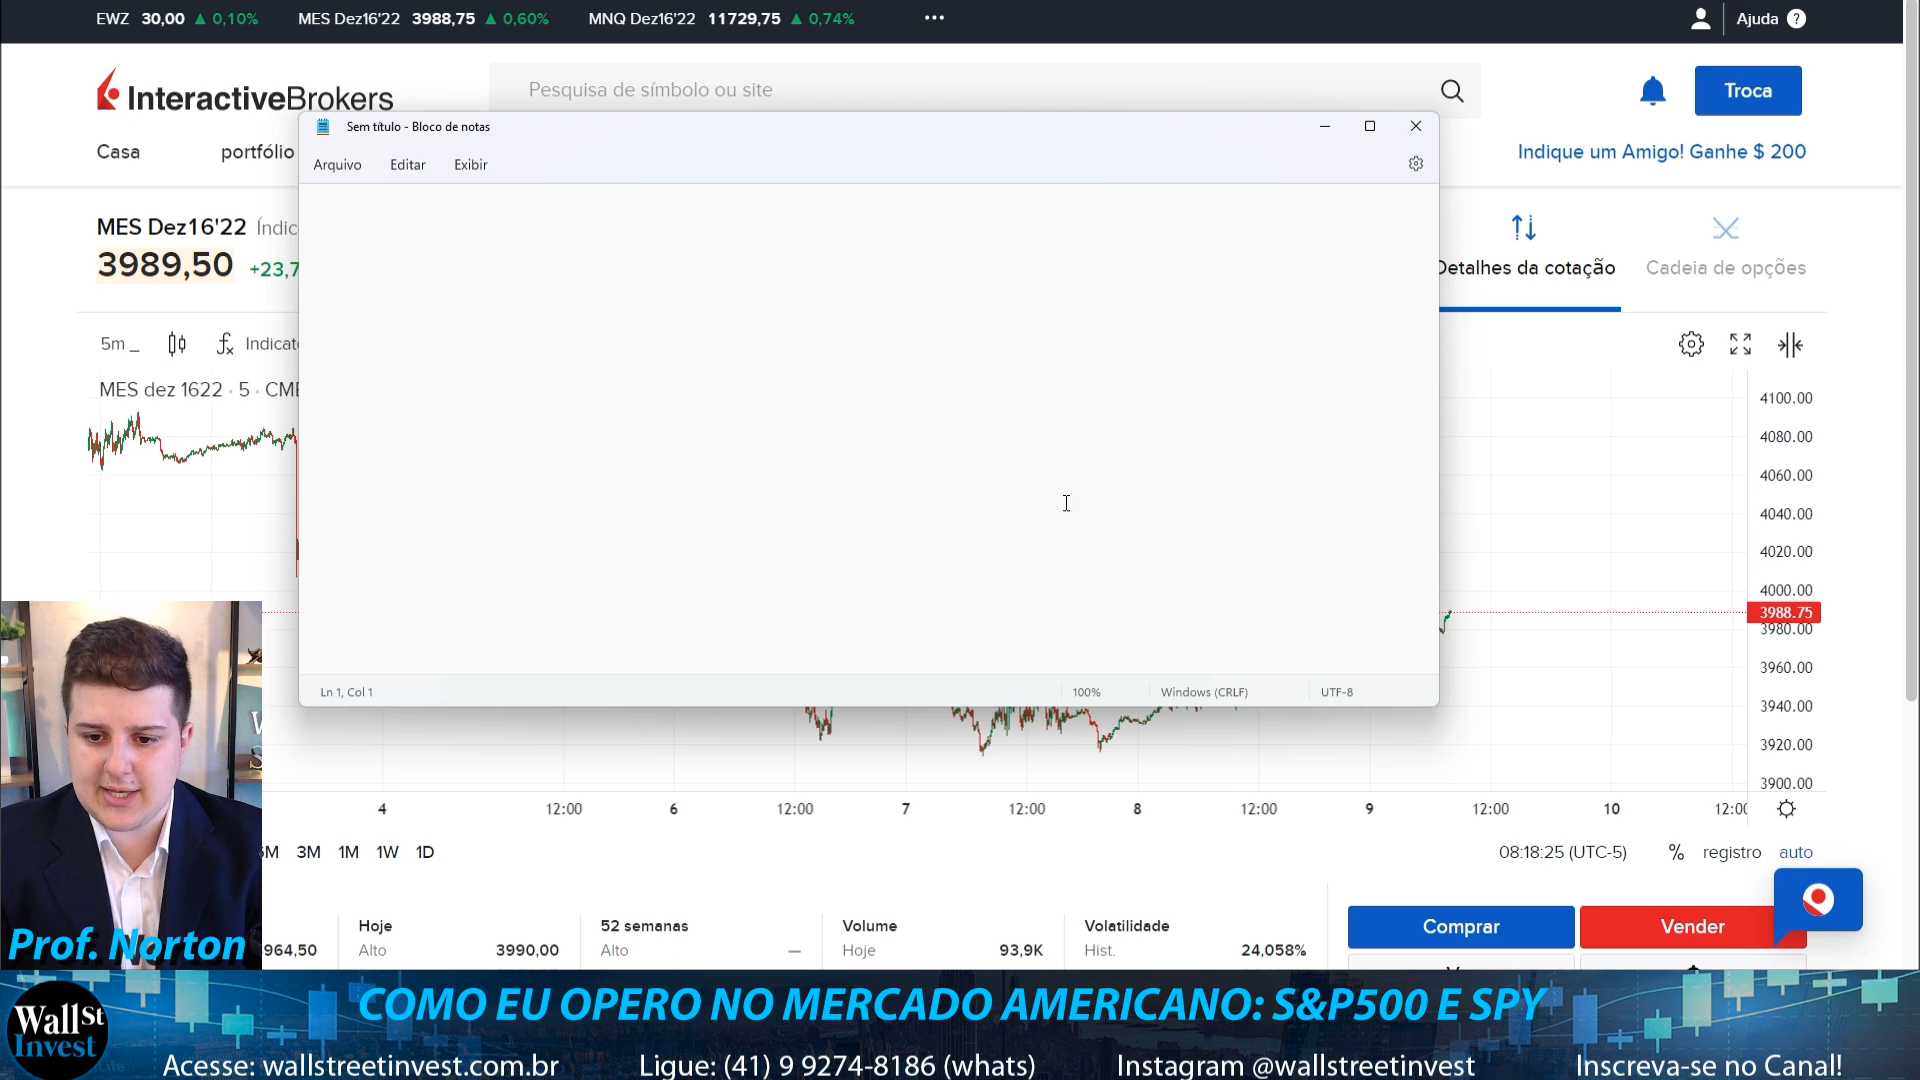 EWZ 30,00 ▲ 0,10% MES Dez16'22 3988,75 ▲ 0,60% MNQ Dez16'22 11729,75 ▲ 0,74% ••• Ajuda ?
InteractiveBrokers Pesquisa de símbolo ou site Troca
Sem título - Bloco de notas
Casa portfólio Indique um Amigo! Ganhe $ 200
Arquivo Editar Exibir
MES Dez16'22 Índic
3989,50 +23,7
Detalhes da cotação Cadeia de opções
5m Indicat
MES dez 1622 · 5 · CME
4100.00
4080.00
4060.00
4040.00
4020.00
4000.00
3988.75
3980.00
3960.00
3940.00
3920.00
3900.00
Ln 1, Col 1 100% Windows (CRLF) UTF-8
4 12:00 6 12:00 7 12:00 8 12:00 9 12:00 10 12:00
3M 1M 1W 1D 08:18:25 (UTC-5) % registro auto
Hoje 52 semanas Volume Volatilidade
964,50 Alto 3990,00 Alto — Hoje 93,9K Hist. 24,058%
Comprar Vender
Prof. Norton
COMO EU OPERO NO MERCADO AMERICANO: S&P500 E SPY
WallSt
Invest
Acesse: wallstreetinvest.com.br Ligue: (41) 9 9274-8186 (whats) Instagram @wallstreetinvest Inscreva-se no Canal!